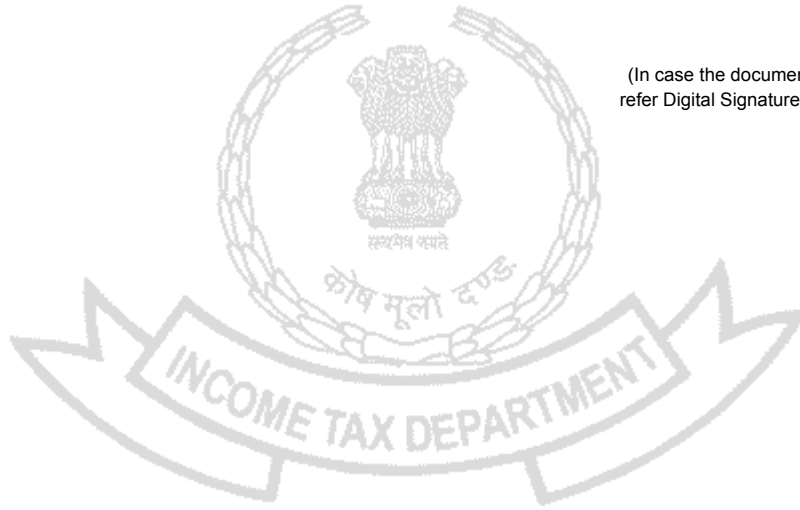 (In case the documen
refer Digital Signature
सत्यमेव जयते
कोष मूलो दण्डः
INCOME TAX DEPARTMENT